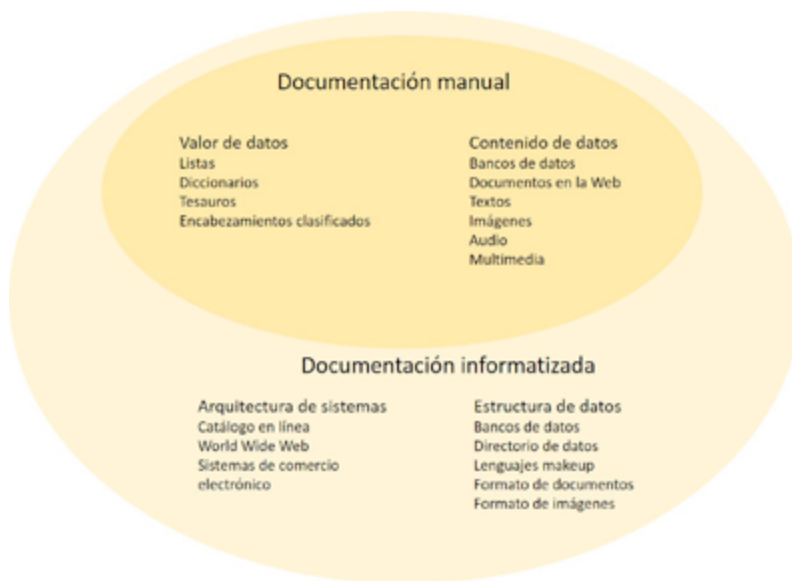 Documentación manual
Valor de datos
Listas
Diccionarios
Tesauros
Encabezamientos clasificados
Contenido de datos
Bancos de datos
Documentos en la Web
Textos
Imágenes
Audio
Multimedia
Documentación informatizada
Arquitectura de sistemas
Catálogo en línea
World Wide Web
Sistemas de comercio
electrónico
Estructura de datos
Bancos de datos
Directorio de datos
Lenguajes makeup
Formato de documentos
Formato de imágenes